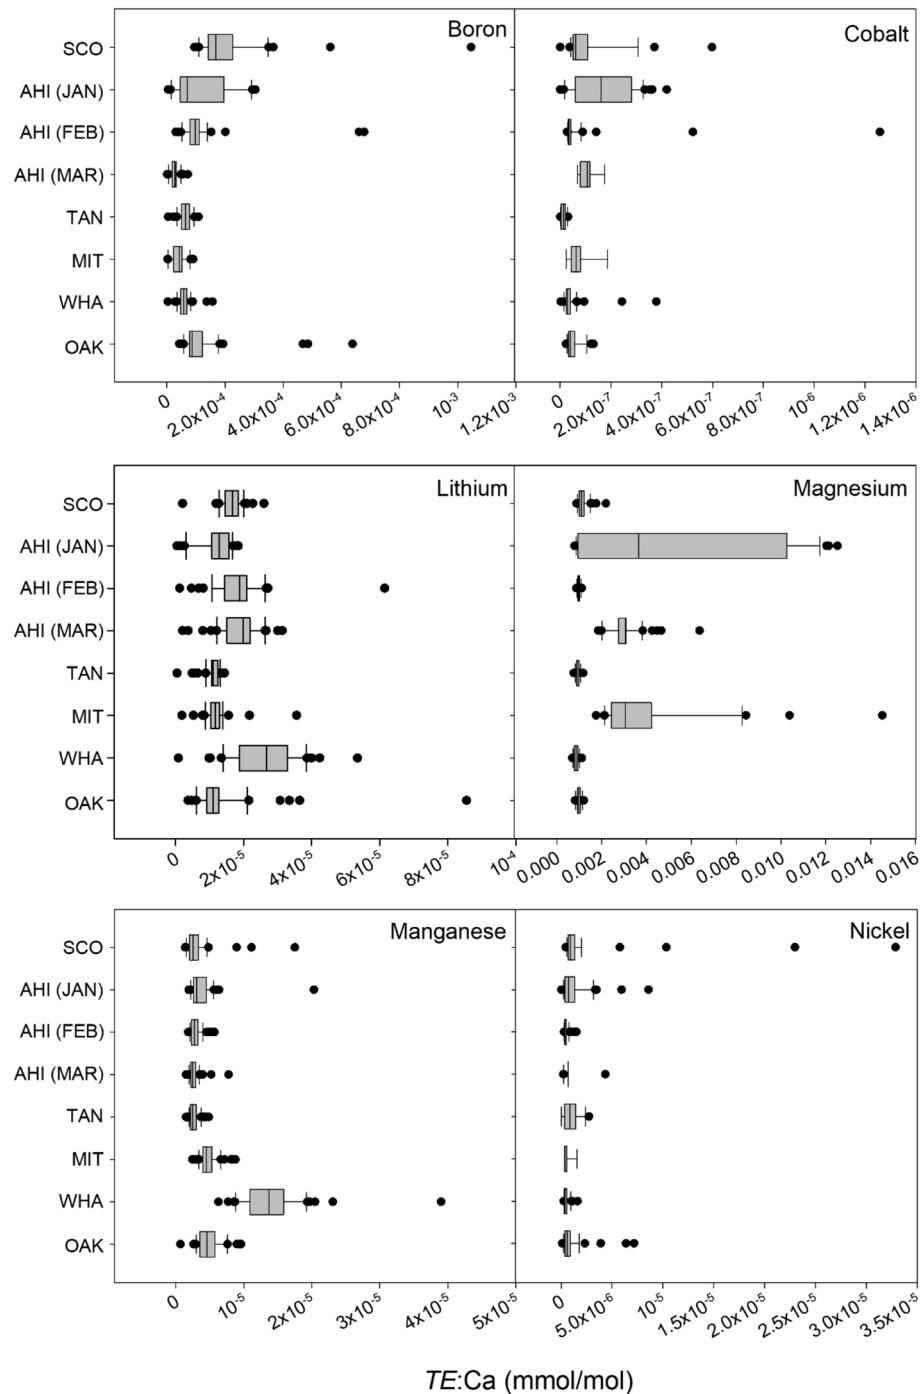 Boron
Cobalt
SCO
AHI (JAN)
AHI (FEB)
AHI (MAR)
TAN
MIT
WHA
OAK
0 2.0x10⁻⁴ 4.0x10⁻⁴ 6.0x10⁻⁴ 8.0x10⁻⁴ 10⁻³ 1.2x10⁻³
0 2.0x10⁻⁷ 4.0x10⁻⁷ 6.0x10⁻⁷ 8.0x10⁻⁷ 10⁻⁶ 1.2x10⁻⁶ 1.4x10⁻⁶
Lithium
Magnesium
SCO
AHI (JAN)
AHI (FEB)
AHI (MAR)
TAN
MIT
WHA
OAK
0 2x10⁻⁵ 4x10⁻⁵ 6x10⁻⁵ 8x10⁻⁵ 10⁻⁴
0.000 0.002 0.004 0.006 0.008 0.010 0.012 0.014 0.016
Manganese
Nickel
SCO
AHI (JAN)
AHI (FEB)
AHI (MAR)
TAN
MIT
WHA
OAK
0 10⁻⁵ 2x10⁻⁵ 3x10⁻⁵ 4x10⁻⁵ 5x10⁻⁵
0 5.0x10⁻⁶ 10⁻⁵ 1.5x10⁻⁵ 2.0x10⁻⁵ 2.5x10⁻⁵ 3.0x10⁻⁵ 3.5x10⁻⁵
TE:Ca (mmol/mol)